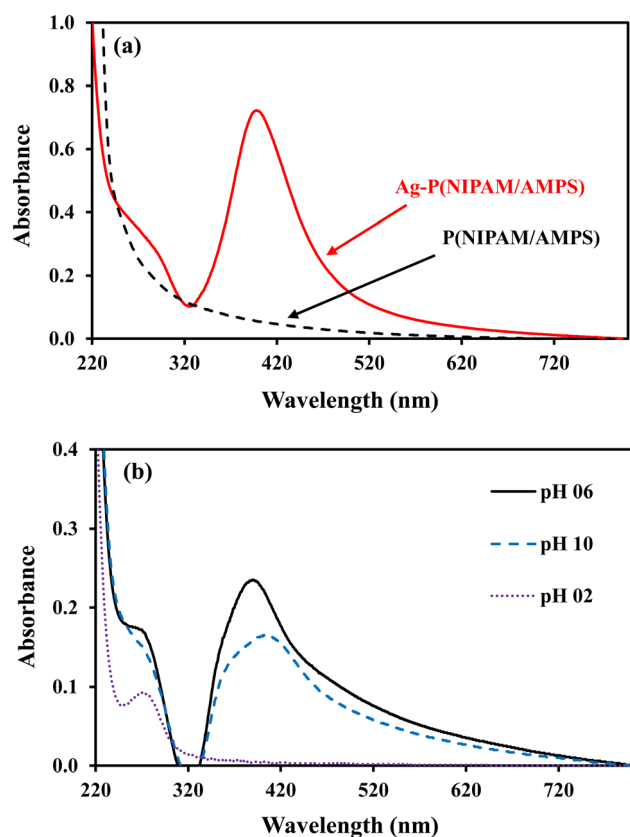 (a)
1.0
0.8
0.6
0.4
0.2
0.0
Absorbance
Ag-P(NIPAM/AMPS)
P(NIPAM/AMPS)
220 320 420 520 620 720
Wavelength (nm)
(b)
0.4
0.3
0.2
0.1
0.0
Absorbance
pH 06
pH 10
pH 02
220 320 420 520 620 720
Wavelength (nm)